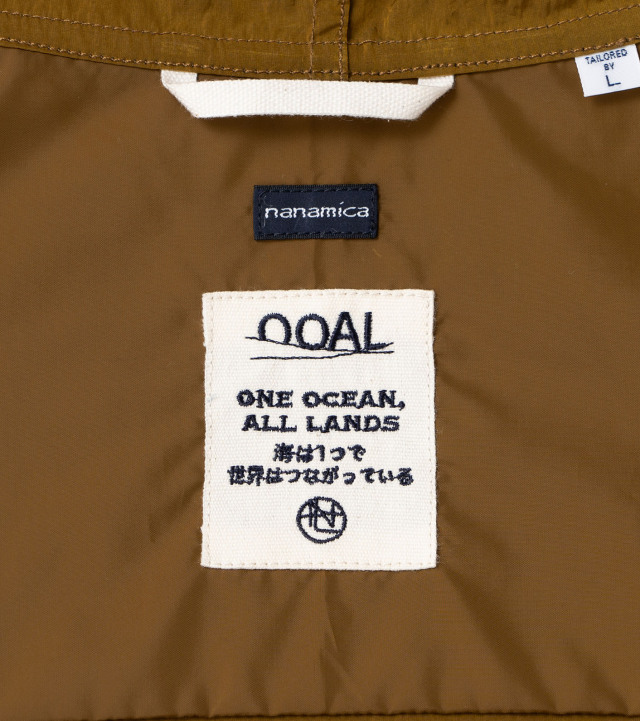 TAILORED
BY
L
nanamica
OOAL
ONE OCEAN,
ALL LANDS
海は1つで
世界はつながっている